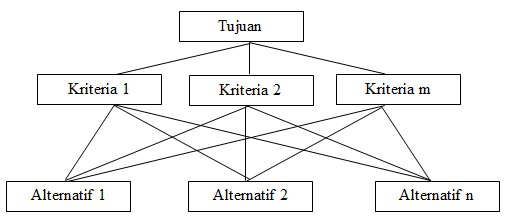 Tujuan
Kriteria 1
Kriteria 2
Kriteria m
Alternatif 1
Alternatif 2
Alternatif n